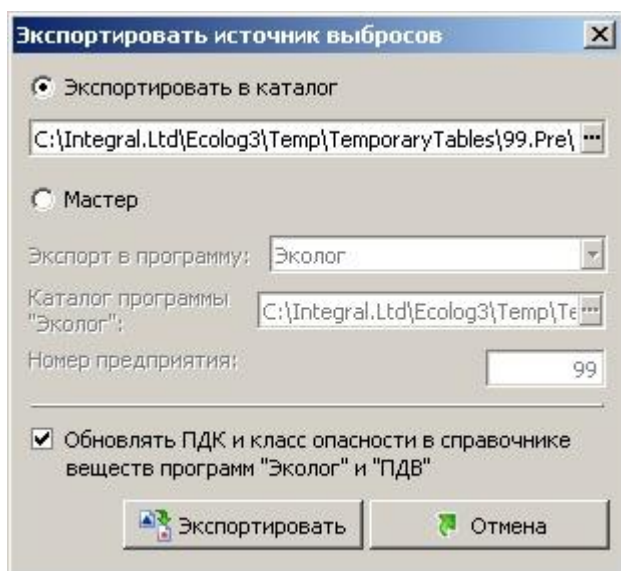 Экспортировать источник выбросов
Экспортировать в каталог
C:\Integral.Ltd\Ecolog3\Temp\TemporaryTables\99.Pre\
Мастер
Экспорт в программу: Эколог
Каталог программы
"Эколог": C:\Integral.Ltd\Ecolog3\Temp\Te
Номер предприятия: 99
Обновлять ПДК и класс опасности в справочнике
веществ программ "Эколог" и "ПДВ"
Экспортировать Отмена